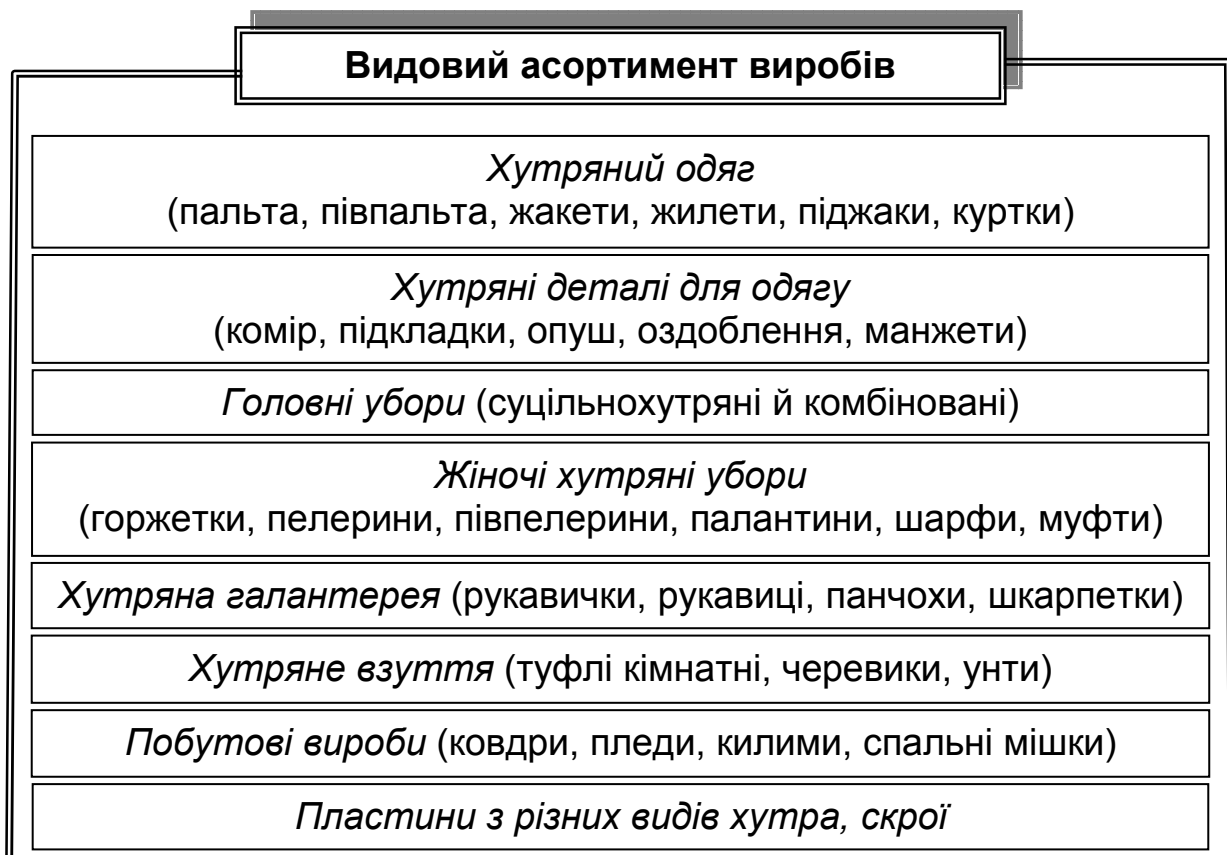 Видовий асортимент виробів
Хутряний одяг
(пальта, півпальта, жакети, жилети, піджаки, куртки)
Хутряні деталі для одягу
(комір, підкладки, опуш, оздоблення, манжети)
Головні убори (суцільнохутряні й комбіновані)
Жіночі хутряні убори
(горжетки, пелерини, півпелерини, палантини, шарфи, муфти)
Хутряна галантерея (рукавички, рукавиці, панчохи, шкарпетки)
Хутряне взуття (туфлі кімнатні, черевики, унти)
Побутові вироби (ковдри, пледи, килими, спальні мішки)
Пластини з різних видів хутра, скрої